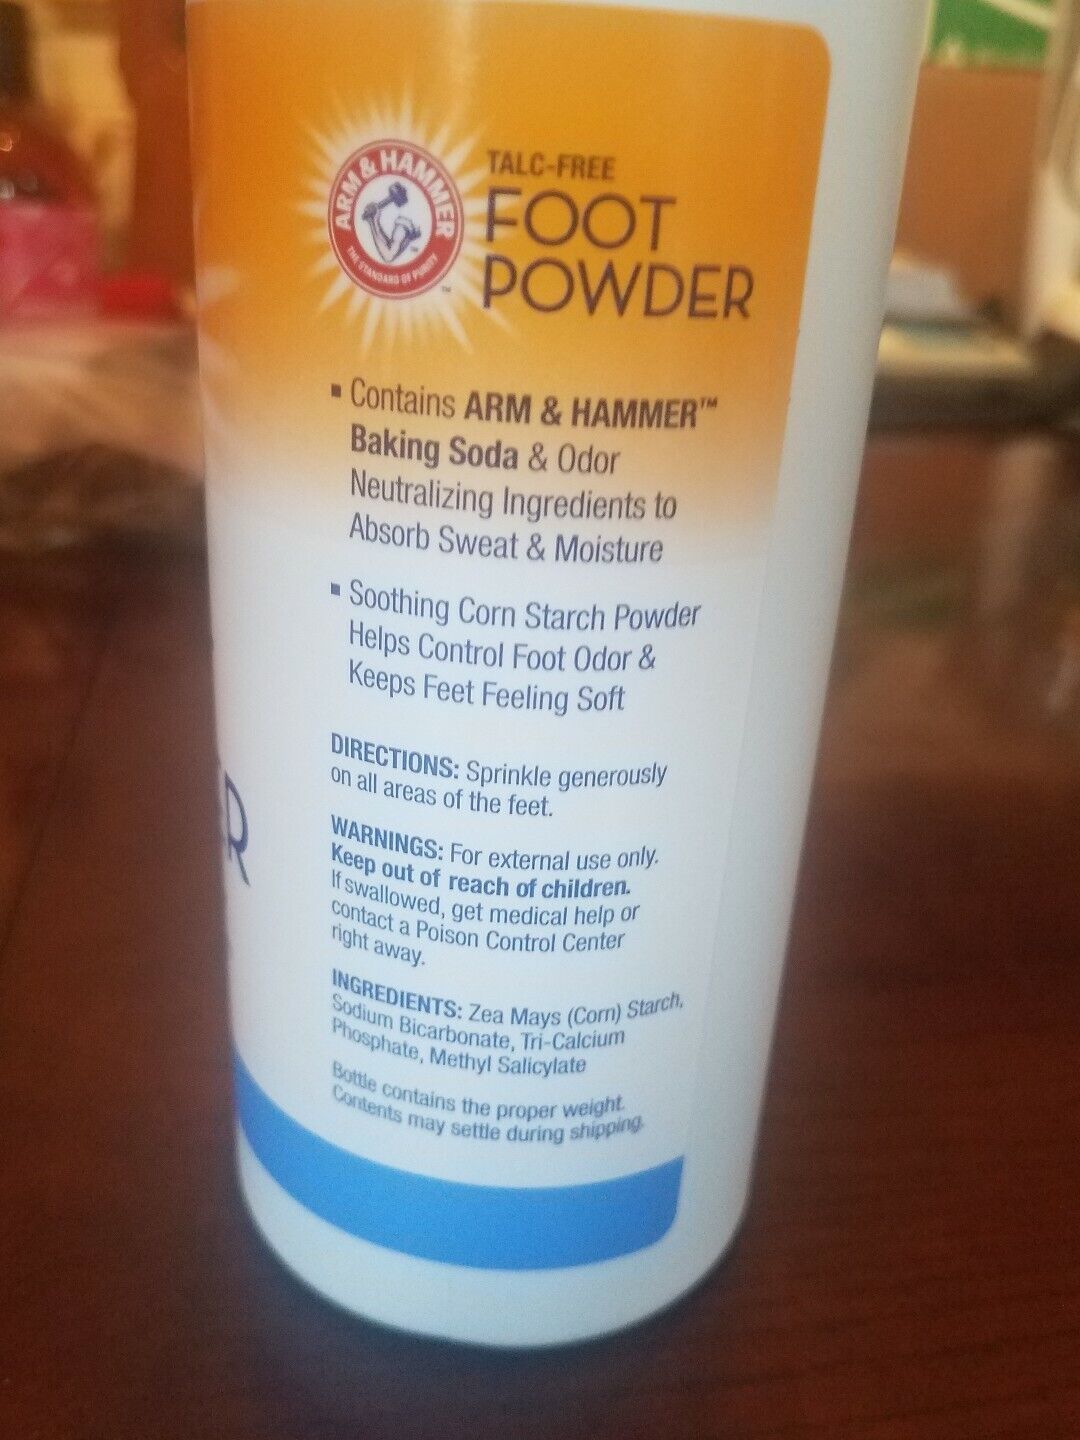 ARM & HAMMER
THE STANDARD OF PURITY
™
TALC-FREE
FOOT
POWDER
▪ Contains ARM & HAMMER™
Baking Soda & Odor
Neutralizing Ingredients to
Absorb Sweat & Moisture
▪ Soothing Corn Starch Powder
Helps Control Foot Odor &
Keeps Feet Feeling Soft
DIRECTIONS: Sprinkle generously
on all areas of the feet.
WARNINGS: For external use only.
Keep out of reach of children.
If swallowed, get medical help or
contact a Poison Control Center
right away.
INGREDIENTS: Zea Mays (Corn) Starch,
Sodium Bicarbonate, Tri-Calcium
Phosphate, Methyl Salicylate
Bottle contains the proper weight.
Contents may settle during shipping.